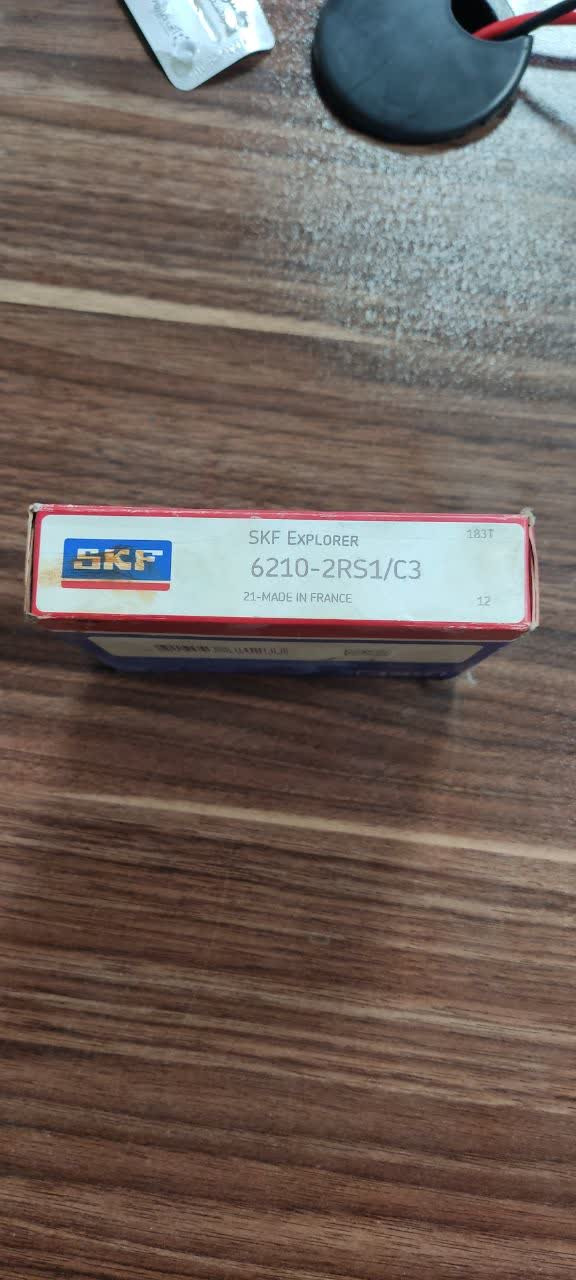 SKF
SKF EXPLORER
183T
6210-2RS1/C3
21-MADE IN FRANCE
12